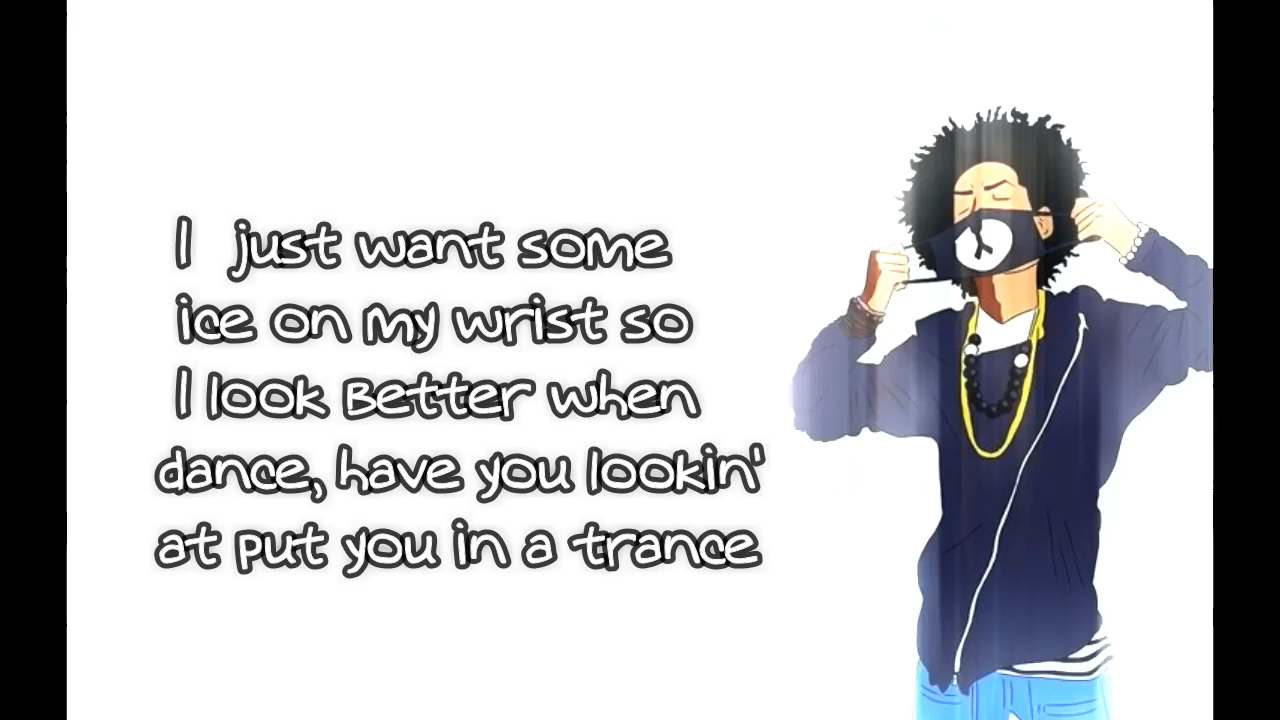 I just want some
ice on my wrist so
I look Better when
dance, have you lookin'
at put you in a trance